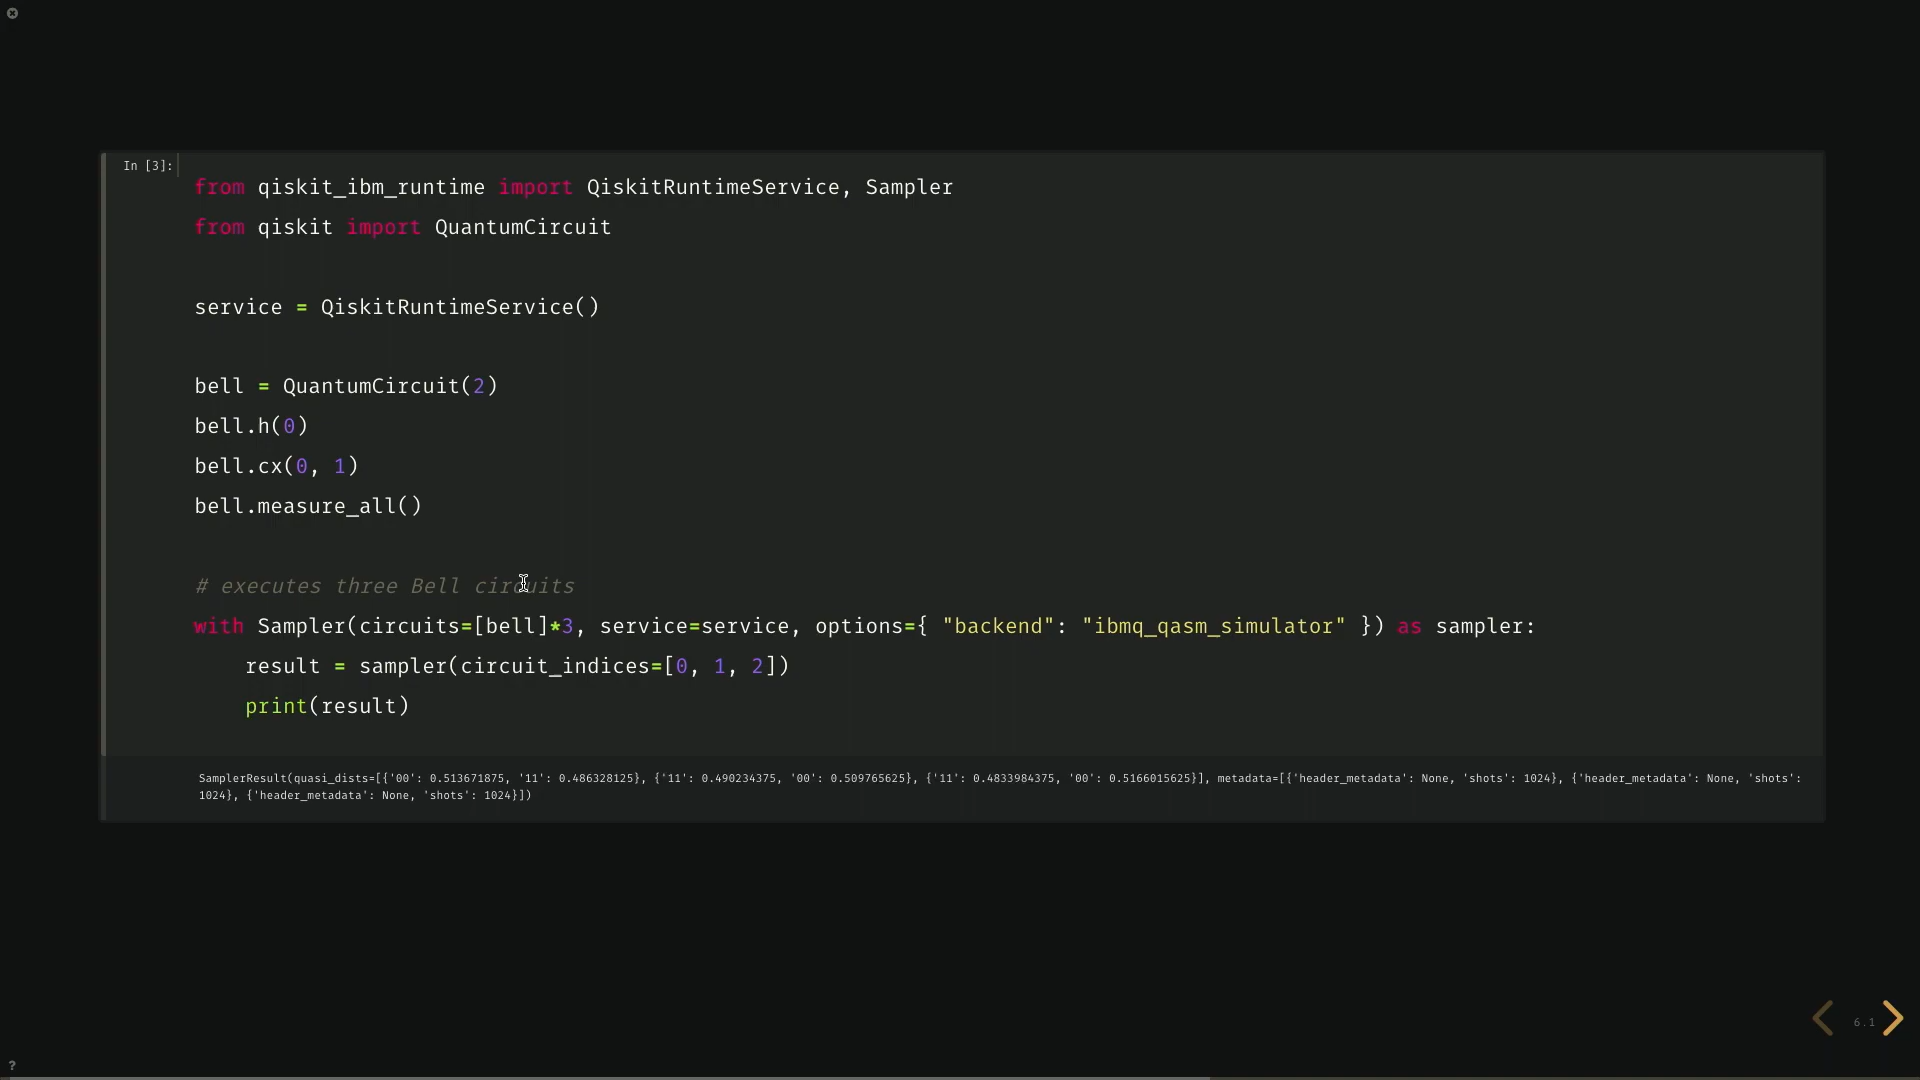 In [3]:
from qiskit_ibm_runtime import QiskitRuntimeService, Sampler
from qiskit import QuantumCircuit
service = QiskitRuntimeService()
bell = QuantumCircuit(2)
bell.h(0)
bell.cx(0, 1)
bell.measure_all()
# executes three Bell circuits
with Sampler(circuits=[bell]*3, service=service, options={ "backend": "ibmq_qasm_simulator" }) as sampler:
    result = sampler(circuit_indices=[0, 1, 2])
    print(result)
SamplerResult(quasi_dists=[{'00': 0.513671875, '11': 0.486328125}, {'11': 0.490234375, '00': 0.509765625}, {'11': 0.4833984375, '00': 0.5166015625}], metadata=[{'header_metadata': None, 'shots': 1024}, {'header_metadata': None, 'shots':
1024}, {'header_metadata': None, 'shots': 1024}])
6.1
?